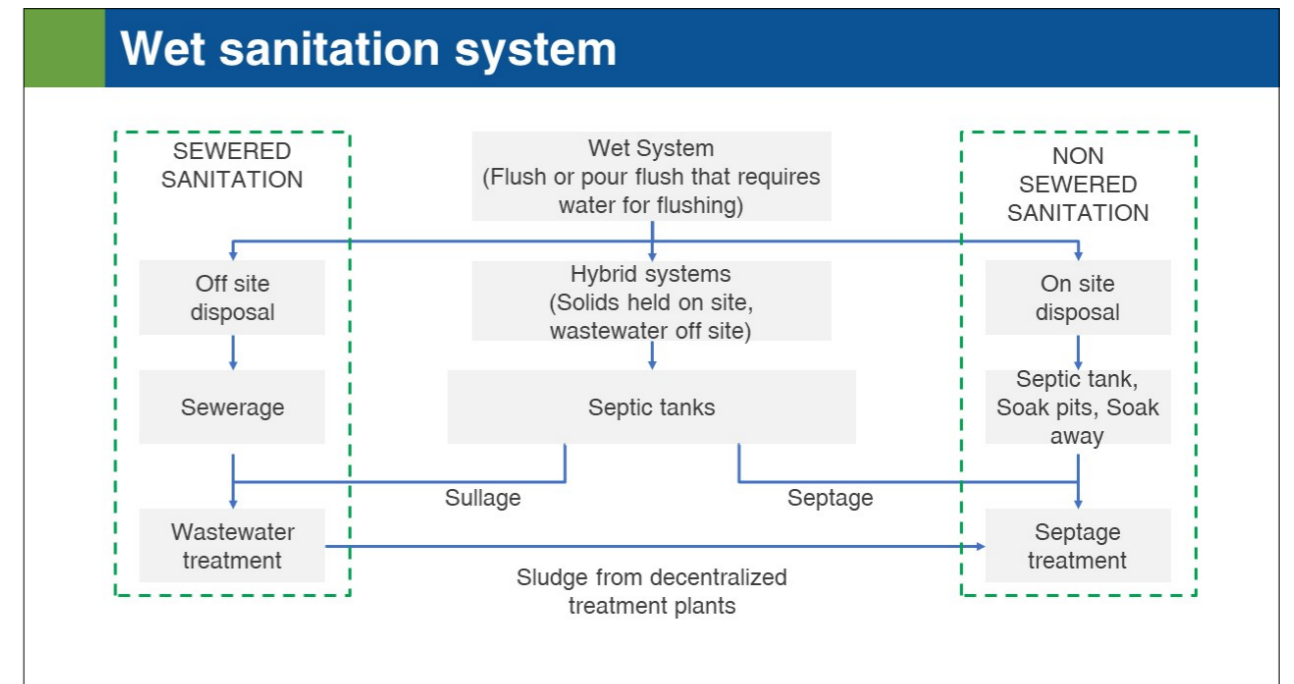 Wet sanitation system
SEWERED
SANITATION
Wet System
(Flush or pour flush that requires
water for flushing)
NON
SEWERED
SANITATION
Off site
disposal
Hybrid systems
(Solids held on site,
wastewater off site)
On site
disposal
Sewerage
Septic tanks
Septic tank,
Soak pits, Soak
away
Sullage
Septage
Wastewater
treatment
Sludge from decentralized
treatment plants
Septage
treatment